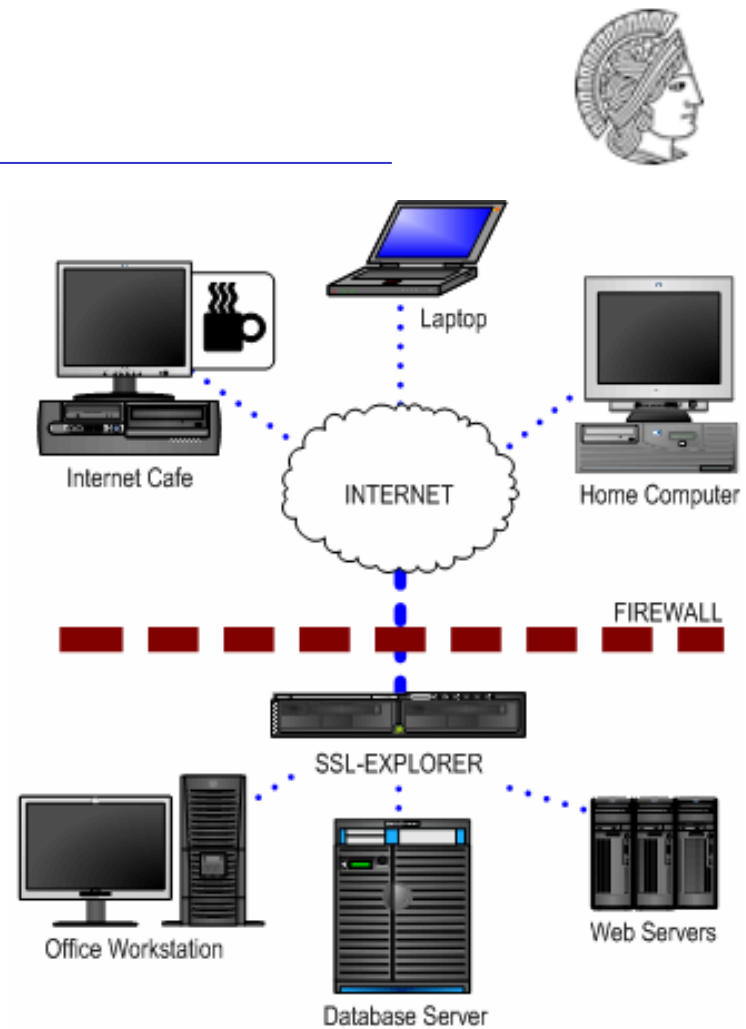 Laptop
Internet Cafe
INTERNET
Home Computer
FIREWALL
SSL-EXPLORER
Office Workstation
Web Servers
Database Server